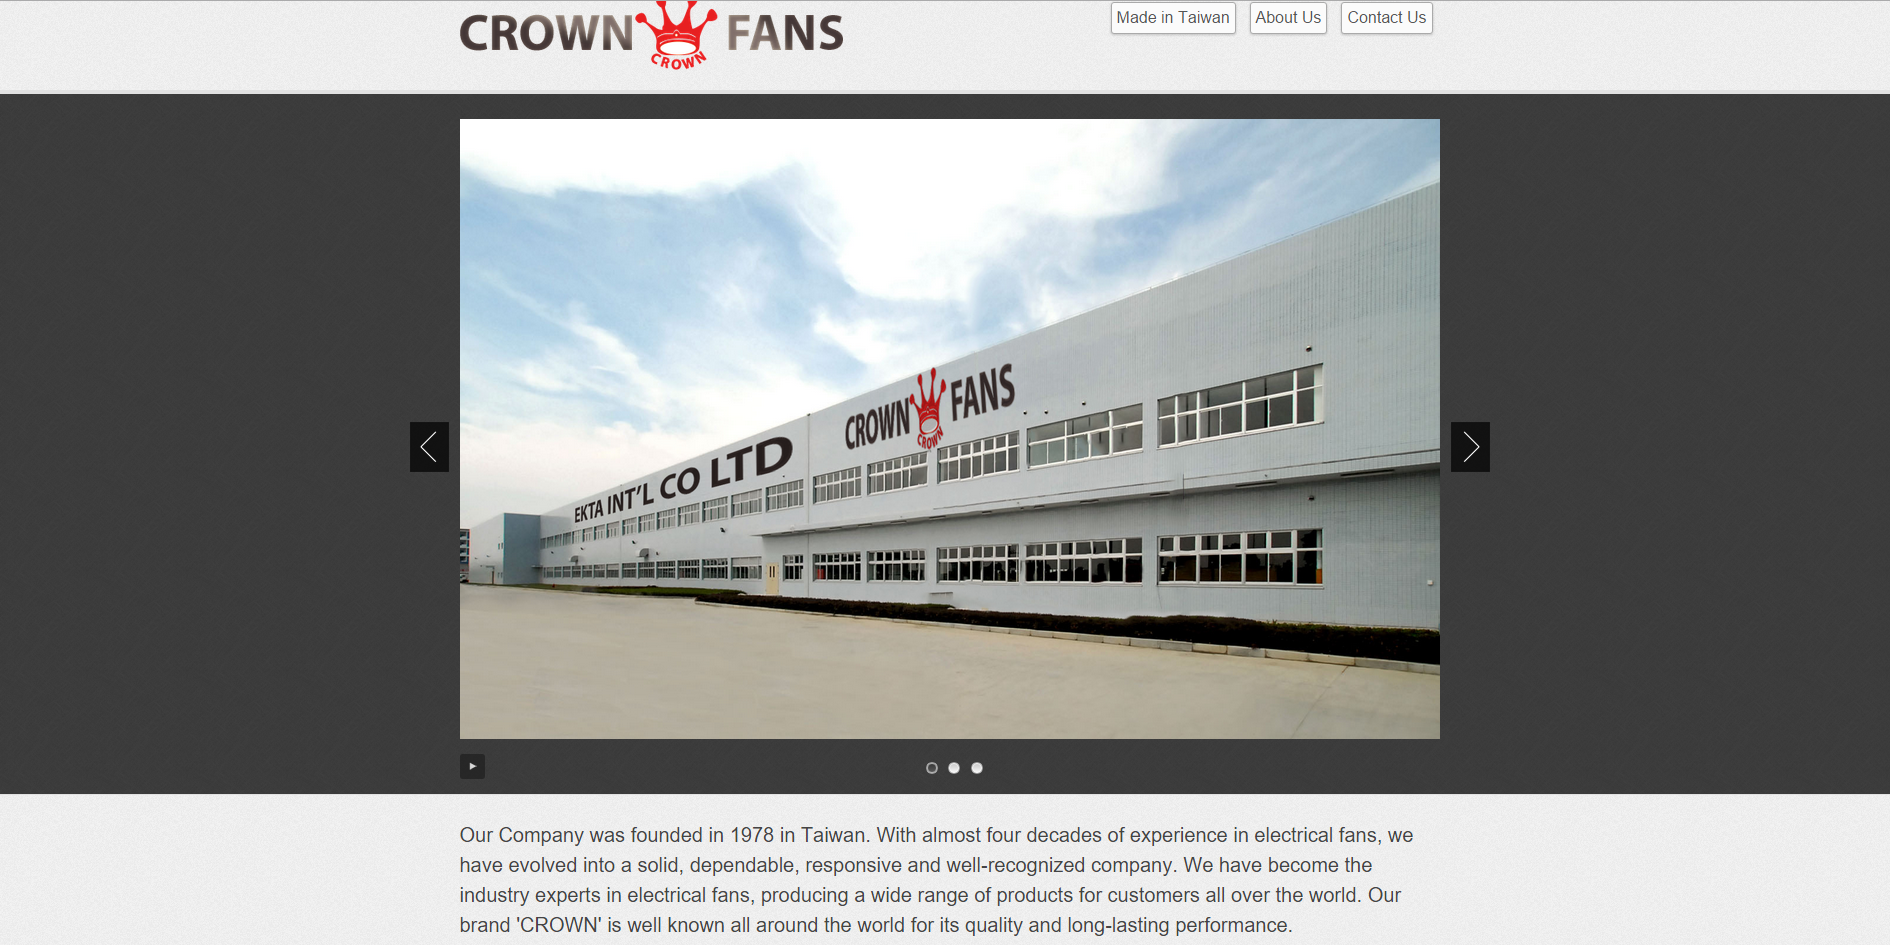 CROWN FANS
CROWN
Made in Taiwan
About Us
Contact Us
CROWN FANS
CROWN
EKTA INT'L CO LTD
Our Company was founded in 1978 in Taiwan. With almost four decades of experience in electrical fans, we
have evolved into a solid, dependable, responsive and well-recognized company. We have become the
industry experts in electrical fans, producing a wide range of products for customers all over the world. Our
brand 'CROWN' is well known all around the world for its quality and long-lasting performance.